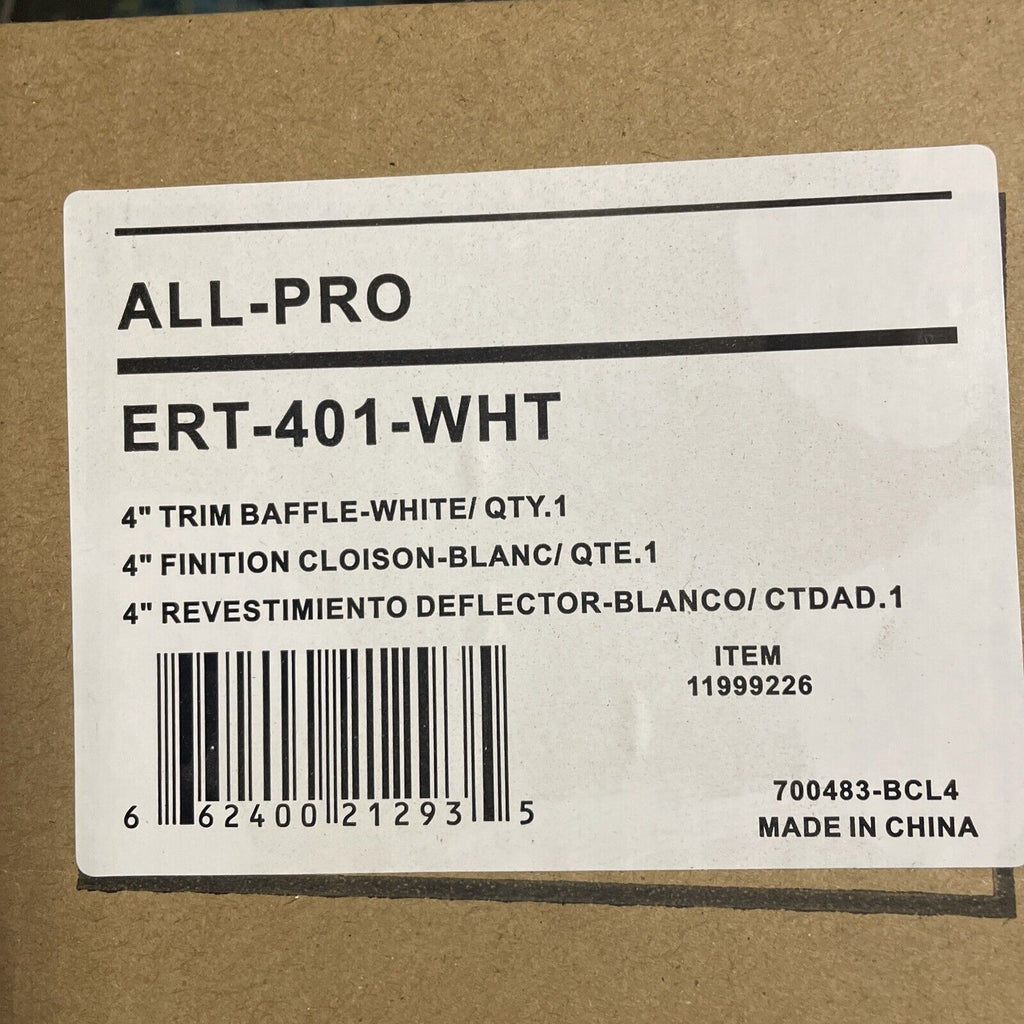 ALL-PRO
ERT-401-WHT
4" TRIM BAFFLE-WHITE/ QTY.1
4" FINITION CLOISON-BLANC/ QTE.1
4" REVESTIMIENTO DEFLECTOR-BLANCO/ CTDAD.1
ITEM
11999226
6 62400 21293 5
700483-BCL4
MADE IN CHINA